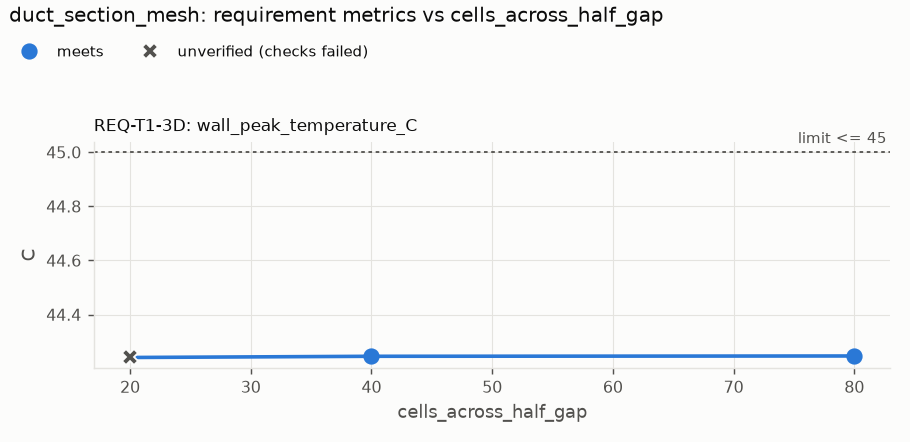 duct_section_mesh: requirement metrics vs cells_across_half_gap
meets
unverified (checks failed)
REQ-T1-3D: wall_peak_temperature_C
limit <= 45
45.0
44.8
44.6
44.4
C
20
30
40
50
60
70
80
cells_across_half_gap